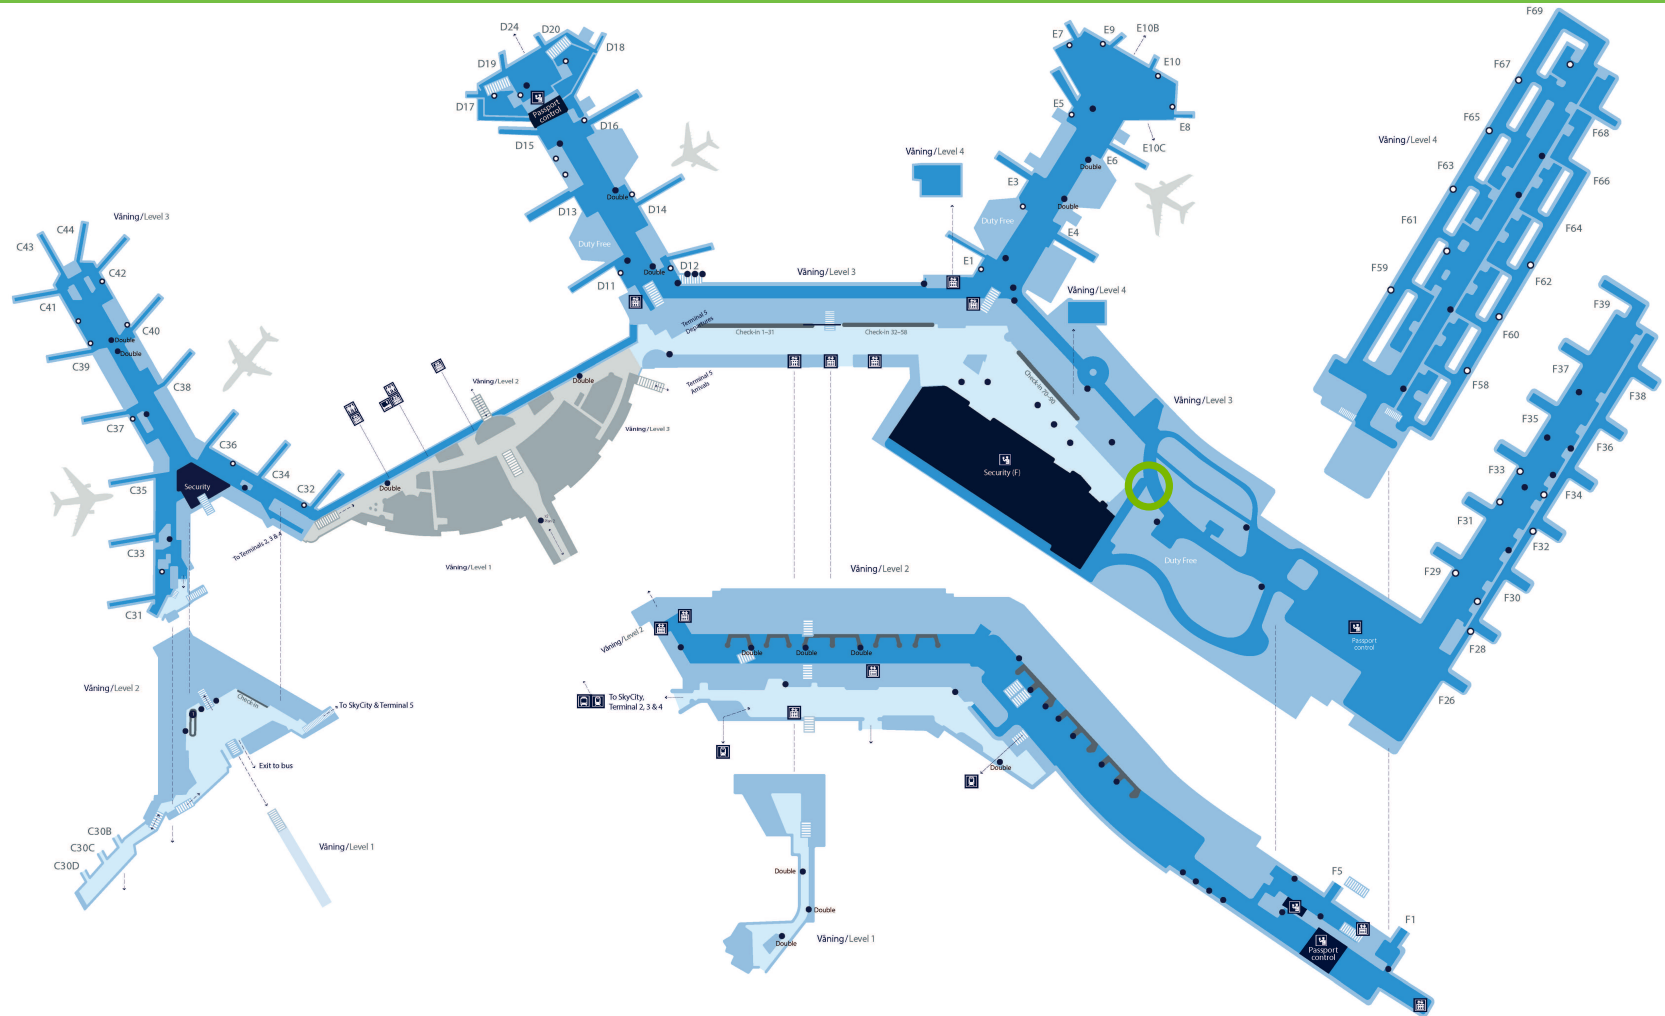 D24
D20
D18
D19
D17
Passport
control
D16
D15
Double
D14
D13
Duty Free
Double
D12
D11
E7
E9
E10B
E10
E5
E8
E10C
E6
Double
Våning/Level 4
E3
Double
Duty Free
E4
E1
Våning/Level 3
Våning/Level 4
F69
F67
F65
F68
Våning/Level 4
F63
F66
F61
F64
F59
F62
F60
F58
F39
F37
F38
F35
F36
F33
F34
F31
F32
F29
F30
F28
F26
Våning/Level 3
C44
C43
C42
C41
C40
Double
Double
C39
C38
C37
C36
C34
C35
Security
C32
C33
To Terminals 2, 3 & 4
C31
Terminal 5
Departures
Check-in 1–31
Check-in 32–58
Terminal 5
Arrivals
Double
Våning/Level 2
Våning/Level 3
Double
Våning/Level 1
Check-in 70–90
Våning/Level 3
Security (F)
Duty Free
Passport
control
Våning/Level 2
Våning/Level 2
Check-in
To SkyCity & Terminal 5
Exit to bus
Våning/Level 1
C30B
C30C
C30D
Våning/Level 2
Double
Double
Double
To SkyCity,
Terminal 2, 3 & 4
Double
Double
Double
Double
Våning/Level 1
F5
F1
Passport
control